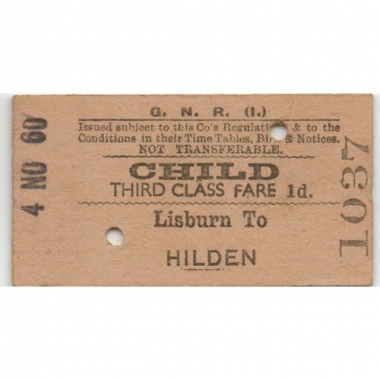 G. N. R. (I.)
Issued subject to this Co's Regulations & to the
Conditions in their Time Tables, Bills & Notices.
NOT TRANSFERABLE.
CHILD
THIRD CLASS FARE 1d.
Lisburn To
HILDEN
4 NO 60
1037